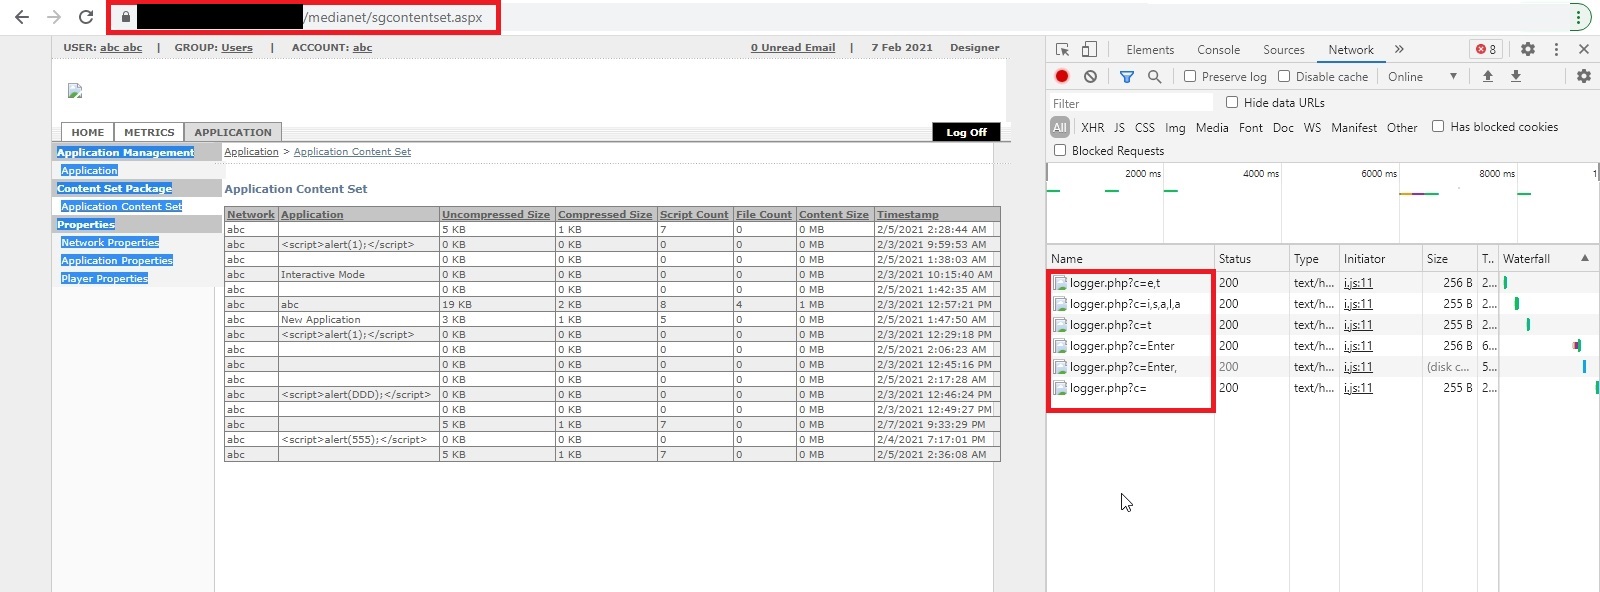 /medianet/sgcontentset.aspx
USER: abc abc | GROUP: Users | ACCOUNT: abc 0 Unread Email | 7 Feb 2021 Designer
HOME METRICS APPLICATION Log Off
Application Management
Application
Content Set Package
Application Content Set
Properties
Network Properties
Application Properties
Player Properties
Application > Application Content Set
Application Content Set
Network Application Uncompressed Size Compressed Size Script Count File Count Content Size Timestamp
abc 5 KB 1 KB 7 0 0 MB 2/5/2021 2:28:44 AM
abc <script>alert(1);</script> 0 KB 0 KB 0 0 0 MB 2/3/2021 9:59:53 AM
abc 0 KB 0 KB 0 0 0 MB 2/5/2021 1:38:03 AM
abc Interactive Mode 0 KB 0 KB 0 0 0 MB 2/3/2021 10:15:40 AM
abc 0 KB 0 KB 0 0 0 MB 2/5/2021 1:42:35 AM
abc abc 19 KB 2 KB 8 4 1 MB 2/3/2021 12:57:21 PM
abc New Application 3 KB 1 KB 5 0 0 MB 2/5/2021 1:47:50 AM
abc <script>alert(1);</script> 0 KB 0 KB 0 0 0 MB 2/3/2021 12:29:18 PM
abc 0 KB 0 KB 0 0 0 MB 2/5/2021 2:06:23 AM
abc 0 KB 0 KB 0 0 0 MB 2/3/2021 12:45:16 PM
abc 0 KB 0 KB 0 0 0 MB 2/5/2021 2:17:28 AM
abc <script>alert(DDD);</script> 0 KB 0 KB 0 0 0 MB 2/3/2021 12:46:24 PM
abc 0 KB 0 KB 0 0 0 MB 2/3/2021 12:49:27 PM
abc 5 KB 1 KB 7 0 0 MB 2/7/2021 9:33:29 PM
abc <script>alert(555);</script> 0 KB 0 KB 0 0 0 MB 2/4/2021 7:17:01 PM
abc 5 KB 1 KB 7 0 0 MB 2/5/2021 2:36:08 AM
Elements Console Sources Network » 8
Preserve log Disable cache Online
Filter Hide data URLs
All XHR JS CSS Img Media Font Doc WS Manifest Other Has blocked cookies
Blocked Requests
2000 ms 4000 ms 6000 ms 8000 ms 1
Name Status Type Initiator Size T.. Waterfall
logger.php?c=e,t 200 text/h... i.js:11 256 B 2...
logger.php?c=i,s,a,l,a 200 text/h... i.js:11 255 B 2...
logger.php?c=t 200 text/h... i.js:11 255 B 2...
logger.php?c=Enter 200 text/h... i.js:11 256 B 6...
logger.php?c=Enter, 200 text/h... i.js:11 (disk c... 5...
logger.php?c= 200 text/h... i.js:11 255 B 2...